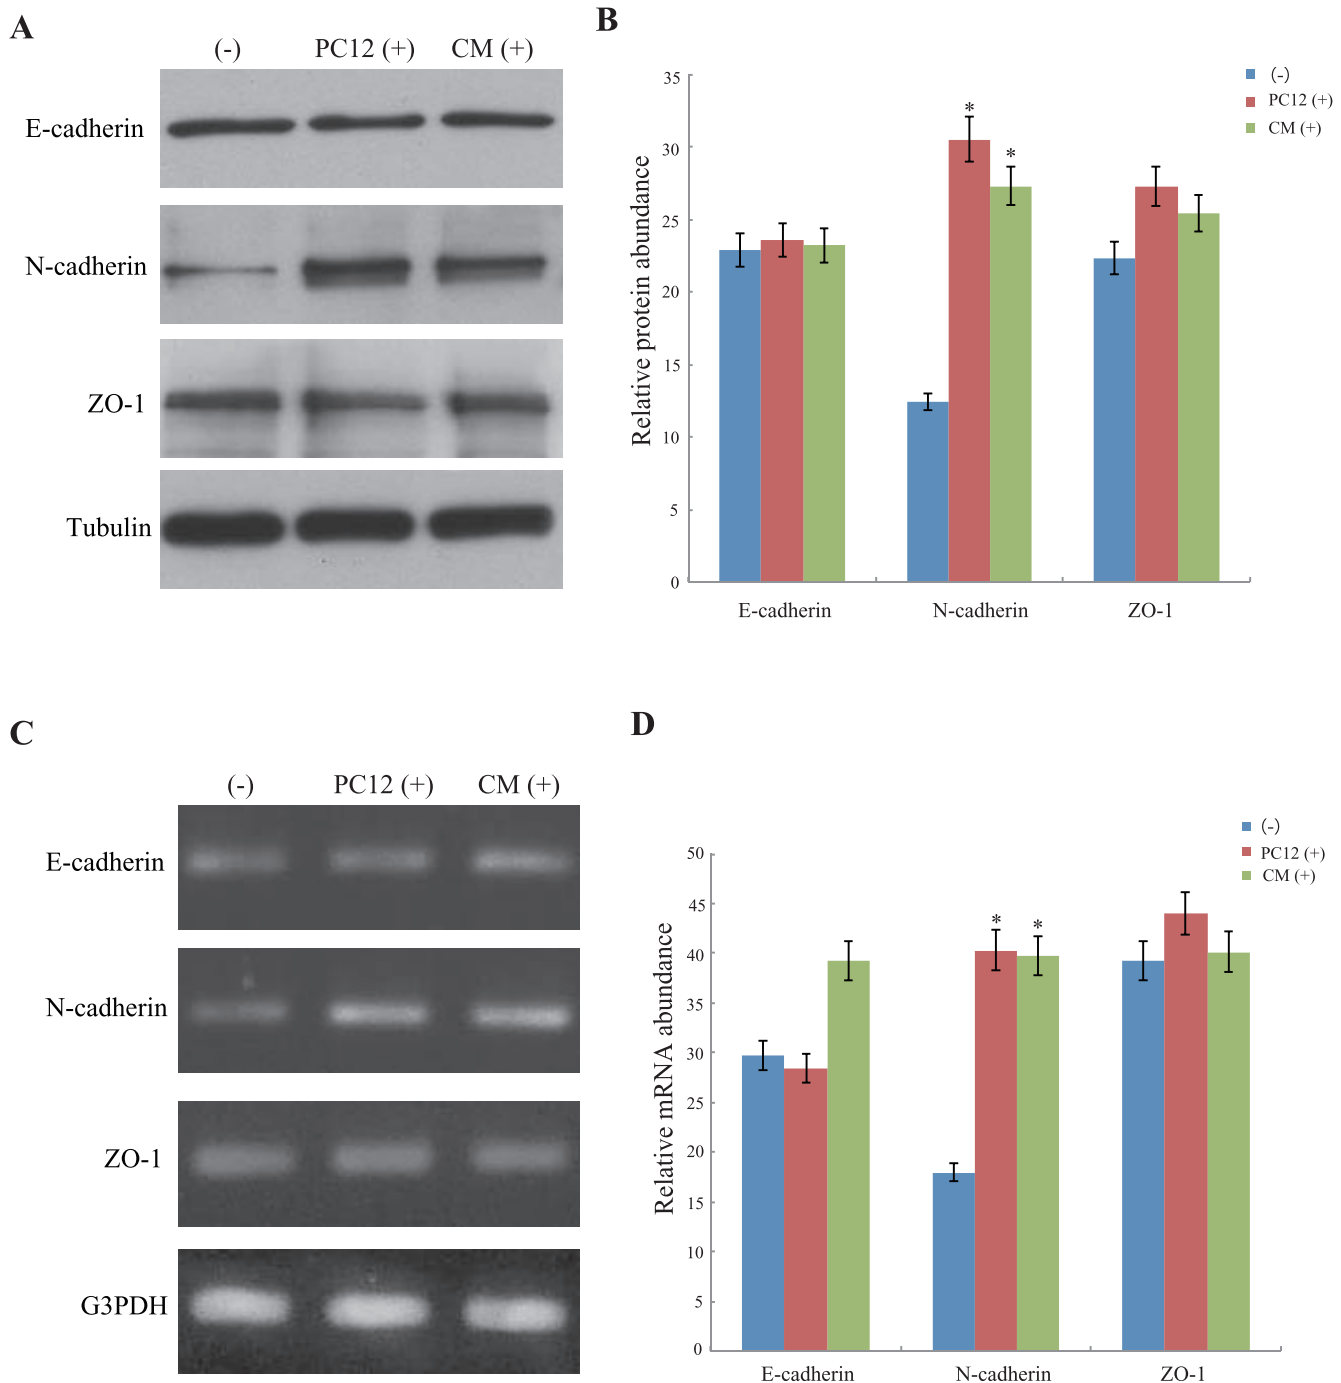 A
(-) PC12 (+) CM (+)
E-cadherin
N-cadherin
ZO-1
Tubulin
B
(-)
PC12 (+)
CM (+)
Relative protein abundance
35
30
25
20
15
10
5
0
* *
E-cadherin N-cadherin ZO-1
C
(-) PC12 (+) CM (+)
E-cadherin
N-cadherin
ZO-1
G3PDH
D
(-)
PC12 (+)
CM (+)
Relative mRNA abundance
50
45
40
35
30
25
20
15
10
5
0
* *
E-cadherin N-cadherin ZO-1